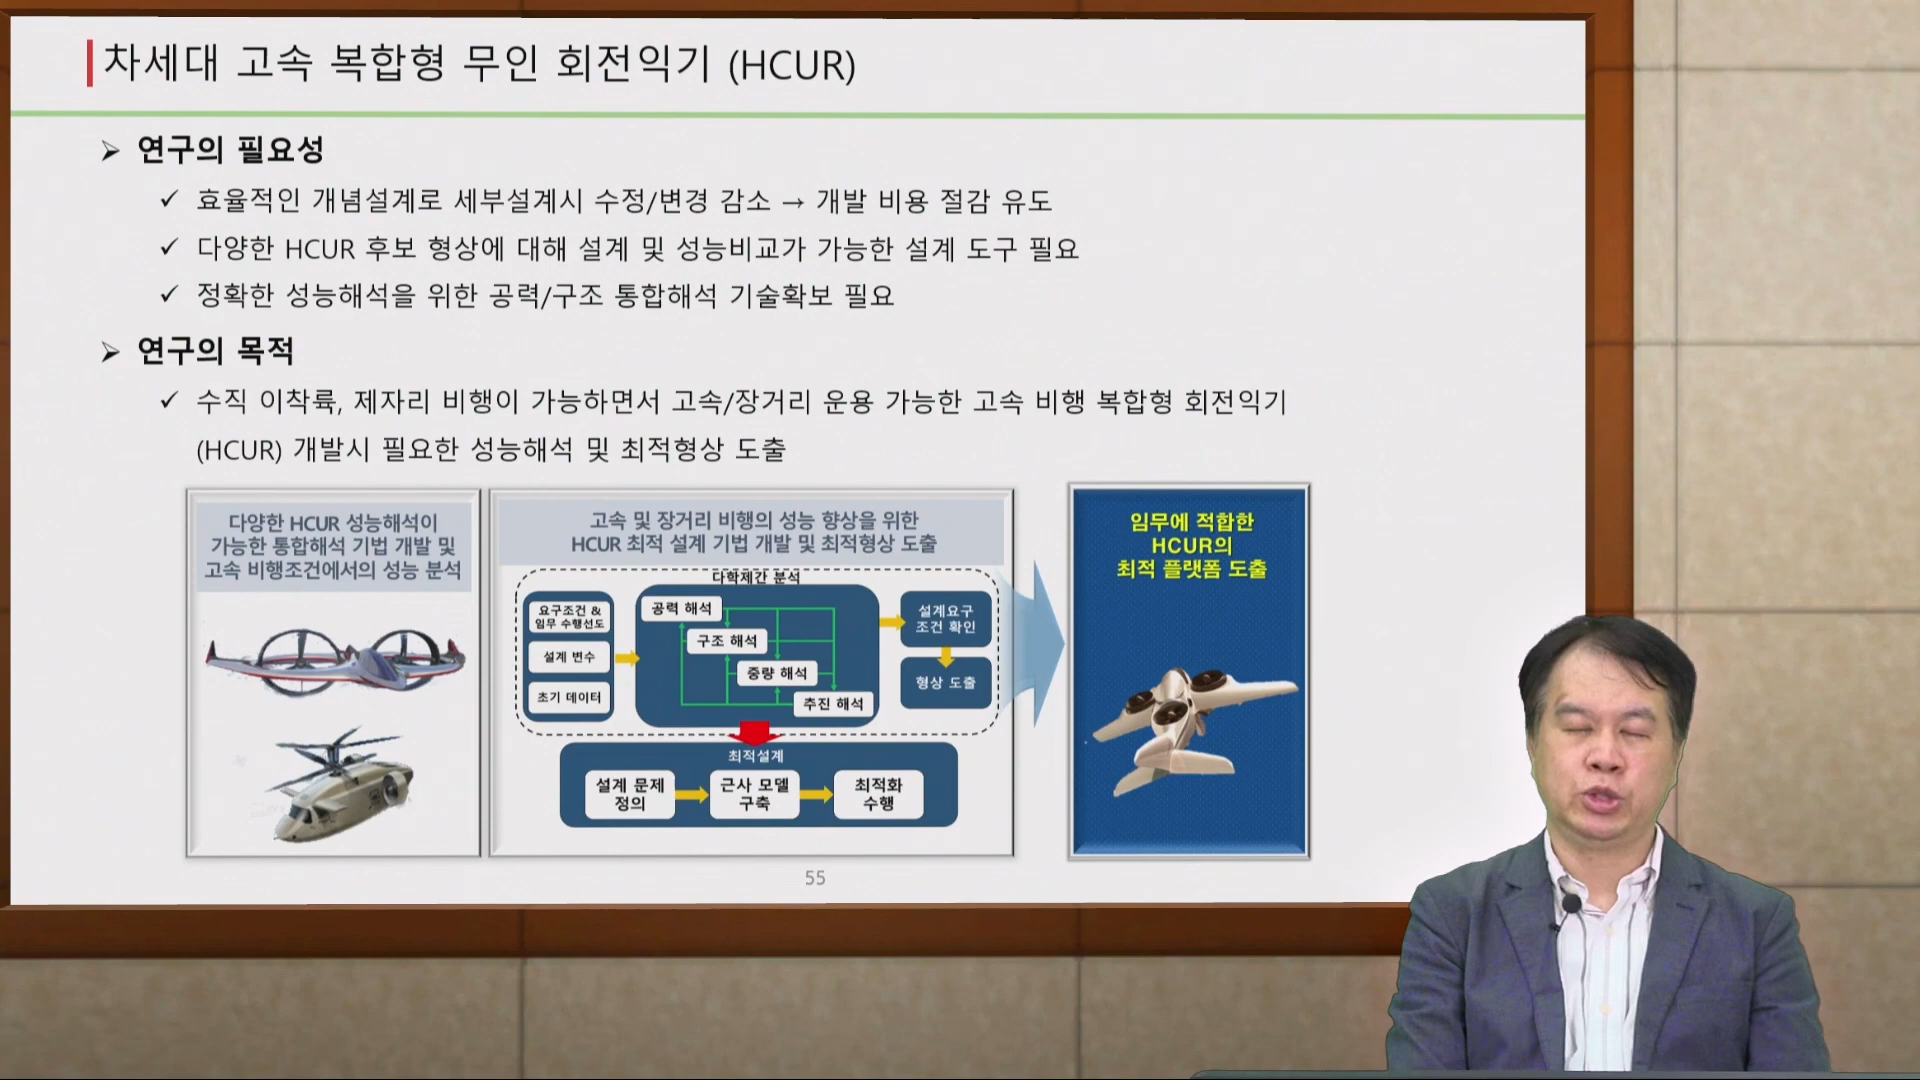 차세대 고속 복합형 무인 회전익기 (HCUR)
➢ 연구의 필요성
✓ 효율적인 개념설계로 세부설계시 수정/변경 감소 → 개발 비용 절감 유도
✓ 다양한 HCUR 후보 형상에 대해 설계 및 성능비교가 가능한 설계 도구 필요
✓ 정확한 성능해석을 위한 공력/구조 통합해석 기술확보 필요
➢ 연구의 목적
✓ 수직 이착륙, 제자리 비행이 가능하면서 고속/장거리 운용 가능한 고속 비행 복합형 회전익기
(HCUR) 개발시 필요한 성능해석 및 최적형상 도출
다양한 HCUR 성능해석이
가능한 통합해석 기법 개발 및
고속 비행조건에서의 성능 분석
고속 및 장거리 비행의 성능 향상을 위한
HCUR 최적 설계 기법 개발 및 최적형상 도출
다학제간 분석
요구조건 &
임무 수행선도
설계 변수
초기 데이터
공력 해석
구조 해석
중량 해석
추진 해석
설계요구
조건 확인
형상 도출
최적설계
설계 문제
정의
근사 모델
구축
최적화
수행
임무에 적합한
HCUR의
최적 플랫폼 도출
55